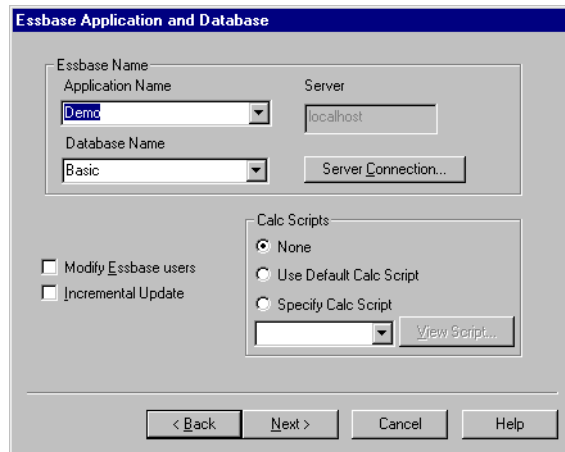 Essbase Application and Database
Essbase Name
Application Name
Server
Demo
localhost
Database Name
Basic
Server Connection...
Calc Scripts
None
Modify Essbase users
Use Default Calc Script
Incremental Update
Specify Calc Script
View Script...
< Back
Next >
Cancel
Help